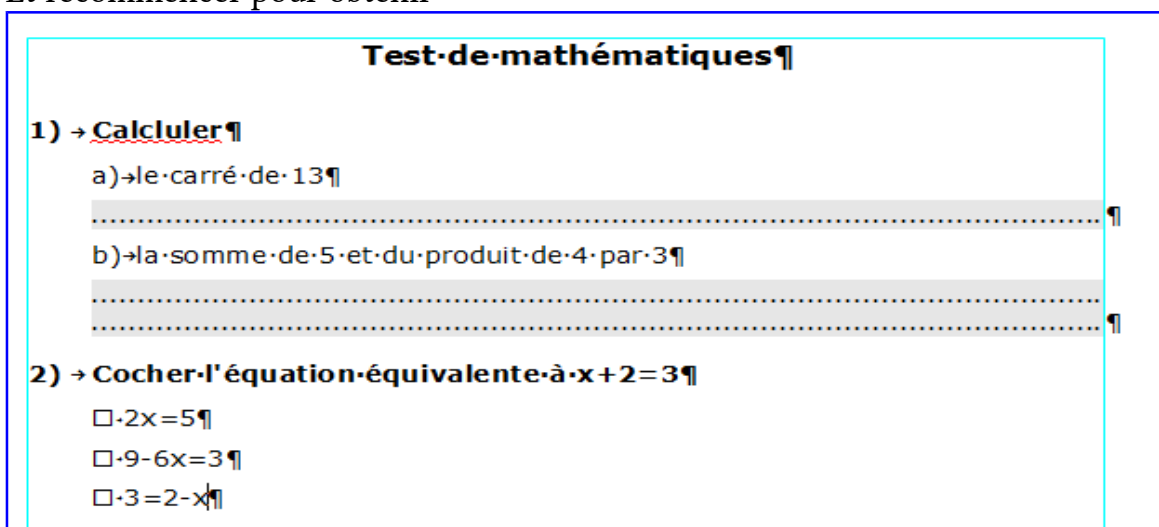 Et recommencer pour obtenir
Test·de·mathématiques¶
1)→Calcluler¶
a)→le·carré·de·13¶
........................................................................................................¶
b)→la·somme·de·5·et·du·produit·de·4·par·3¶
........................................................................................................
........................................................................................................¶
2)→Cocher·l'équation·équivalente·à·x+2=3¶
☐·2x=5¶
☐·9-6x=3¶
☐·3=2-x¶